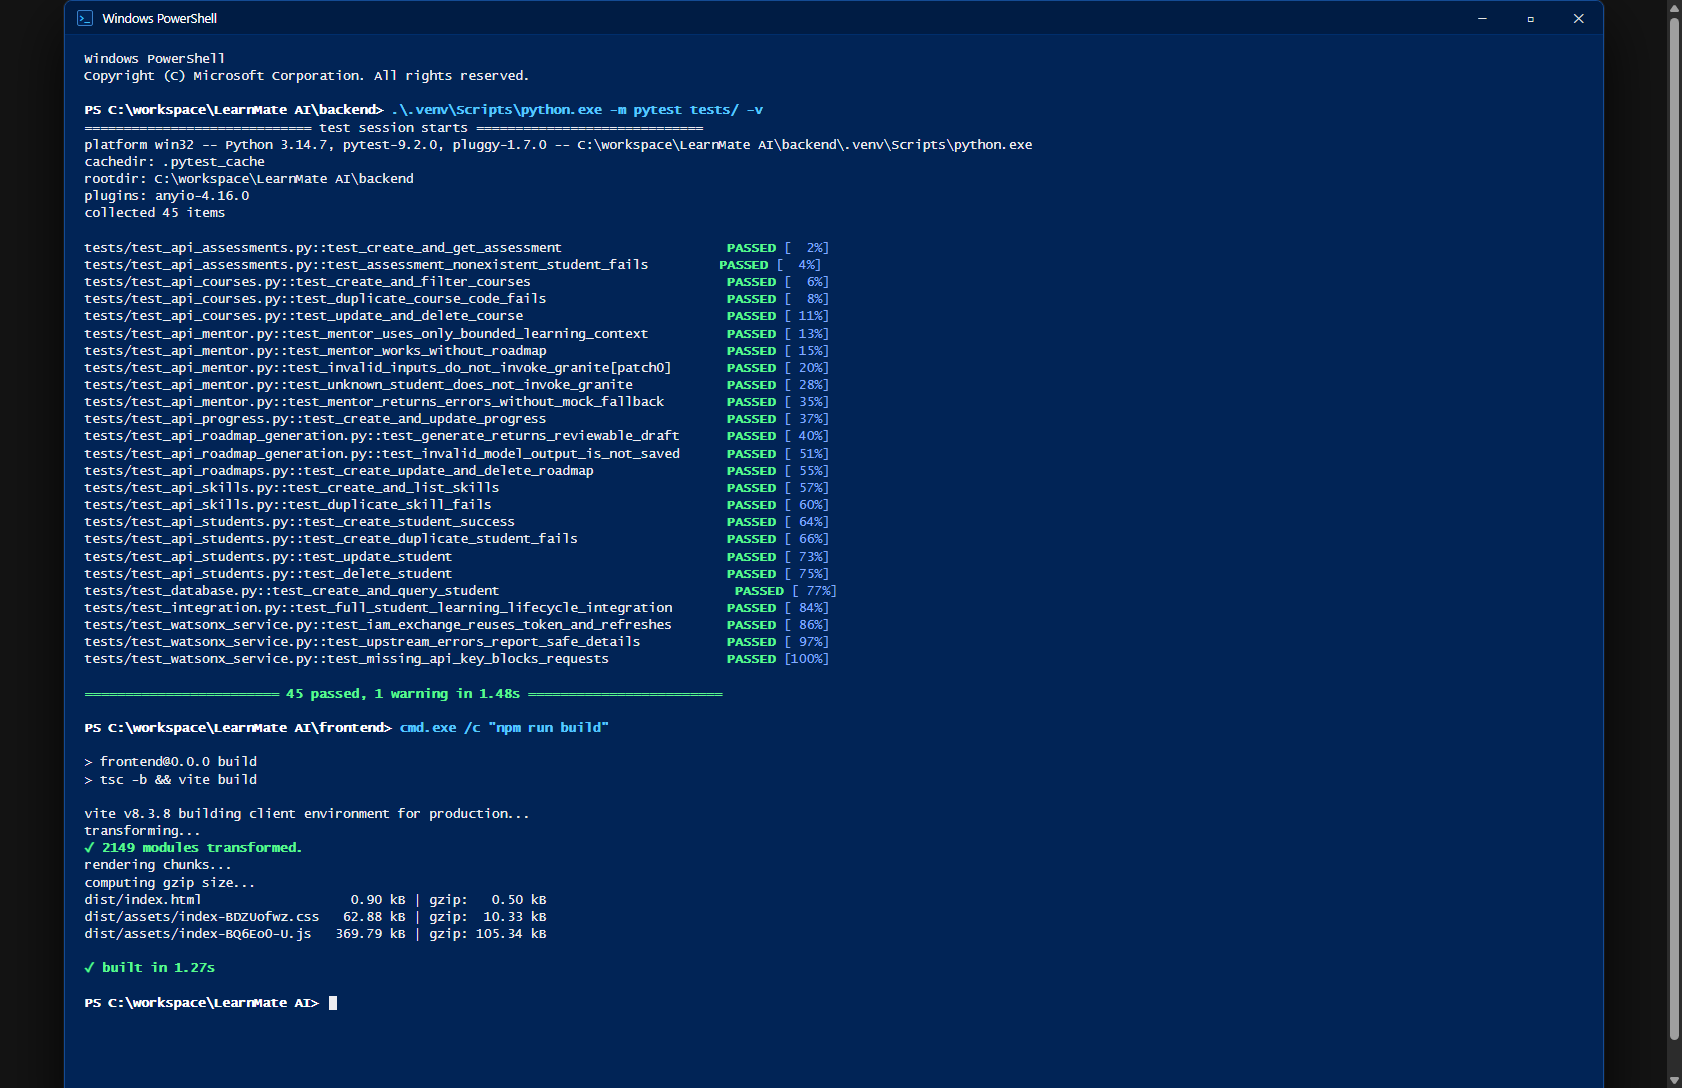 Windows PowerShell
Windows PowerShell
Copyright (C) Microsoft Corporation. All rights reserved.
PS C:\workspace\LearnMate AI\backend> .\.venv\Scripts\python.exe -m pytest tests/ -v
============================= test session starts =============================
platform win32 -- Python 3.14.7, pytest-9.2.0, pluggy-1.7.0 -- C:\workspace\LearnMate AI\backend\.venv\Scripts\python.exe
cachedir: .pytest_cache
rootdir: C:\workspace\LearnMate AI\backend
plugins: anyio-4.16.0
collected 45 items
tests/test_api_assessments.py::test_create_and_get_assessment PASSED [  2%]
tests/test_api_assessments.py::test_assessment_nonexistent_student_fails PASSED [  4%]
tests/test_api_courses.py::test_create_and_filter_courses PASSED [  6%]
tests/test_api_courses.py::test_duplicate_course_code_fails PASSED [  8%]
tests/test_api_courses.py::test_update_and_delete_course PASSED [ 11%]
tests/test_api_mentor.py::test_mentor_uses_only_bounded_learning_context PASSED [ 13%]
tests/test_api_mentor.py::test_mentor_works_without_roadmap PASSED [ 15%]
tests/test_api_mentor.py::test_invalid_inputs_do_not_invoke_granite[patch0] PASSED [ 20%]
tests/test_api_mentor.py::test_unknown_student_does_not_invoke_granite PASSED [ 28%]
tests/test_api_mentor.py::test_mentor_returns_errors_without_mock_fallback PASSED [ 35%]
tests/test_api_progress.py::test_create_and_update_progress PASSED [ 37%]
tests/test_api_roadmap_generation.py::test_generate_returns_reviewable_draft PASSED [ 40%]
tests/test_api_roadmap_generation.py::test_invalid_model_output_is_not_saved PASSED [ 51%]
tests/test_api_roadmaps.py::test_create_update_and_delete_roadmap PASSED [ 55%]
tests/test_api_skills.py::test_create_and_list_skills PASSED [ 57%]
tests/test_api_skills.py::test_duplicate_skill_fails PASSED [ 60%]
tests/test_api_students.py::test_create_student_success PASSED [ 64%]
tests/test_api_students.py::test_create_duplicate_student_fails PASSED [ 66%]
tests/test_api_students.py::test_update_student PASSED [ 73%]
tests/test_api_students.py::test_delete_student PASSED [ 75%]
tests/test_database.py::test_create_and_query_student PASSED [ 77%]
tests/test_integration.py::test_full_student_learning_lifecycle_integration PASSED [ 84%]
tests/test_watsonx_service.py::test_iam_exchange_reuses_token_and_refreshes PASSED [ 86%]
tests/test_watsonx_service.py::test_upstream_errors_report_safe_details PASSED [ 97%]
tests/test_watsonx_service.py::test_missing_api_key_blocks_requests PASSED [100%]
========================= 45 passed, 1 warning in 1.48s =========================
PS C:\workspace\LearnMate AI\frontend> cmd.exe /c "npm run build"
> frontend@0.0.0 build
> tsc -b && vite build
vite v8.3.8 building client environment for production...
transforming...
✓ 2149 modules transformed.
rendering chunks...
computing gzip size...
dist/index.html                   0.90 kB | gzip:   0.50 kB
dist/assets/index-BDZUofwz.css   62.88 kB | gzip:  10.33 kB
dist/assets/index-BQ6EoO-U.js   369.79 kB | gzip: 105.34 kB
✓ built in 1.27s
PS C:\workspace\LearnMate AI>